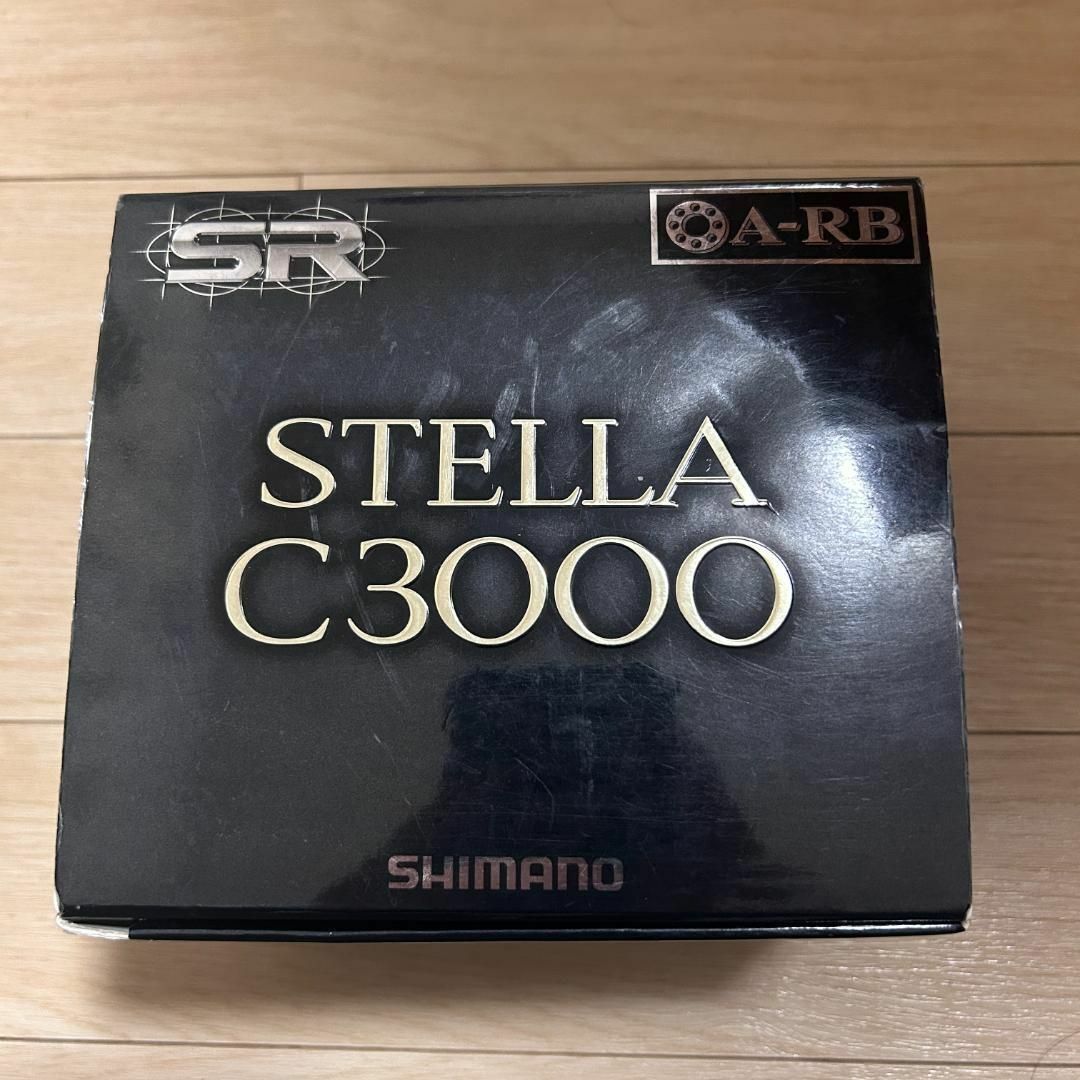 SR
A-RB
STELLA
C3000
SHIMANO